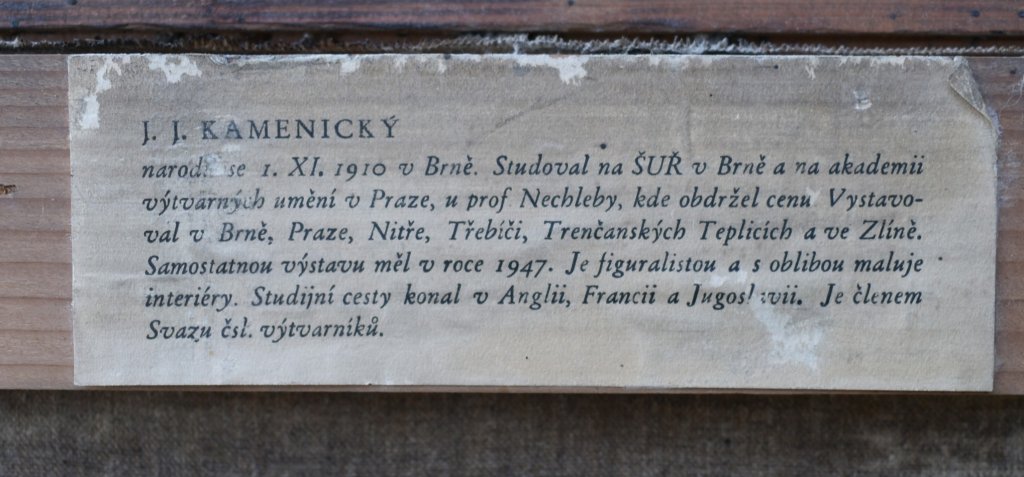 J. J. KAMENICKÝ
narodil se 1. XI. 1910 v Brně. Studoval na ŠUŘ v Brně a na akademii
výtvarných umění v Praze, u prof Nechleby, kde obdržel cenu Vystavo-
val v Brně, Praze, Nitře, Třebíči, Trenčanských Teplicích a ve Zlíně.
Samostatnou výstavu měl v roce 1947. Je figuralistou a s oblibou maluje
interiéry. Studijní cesty konal v Anglii, Francii a Jugoslavii. Je členem
Svazu čsl. výtvarníků.